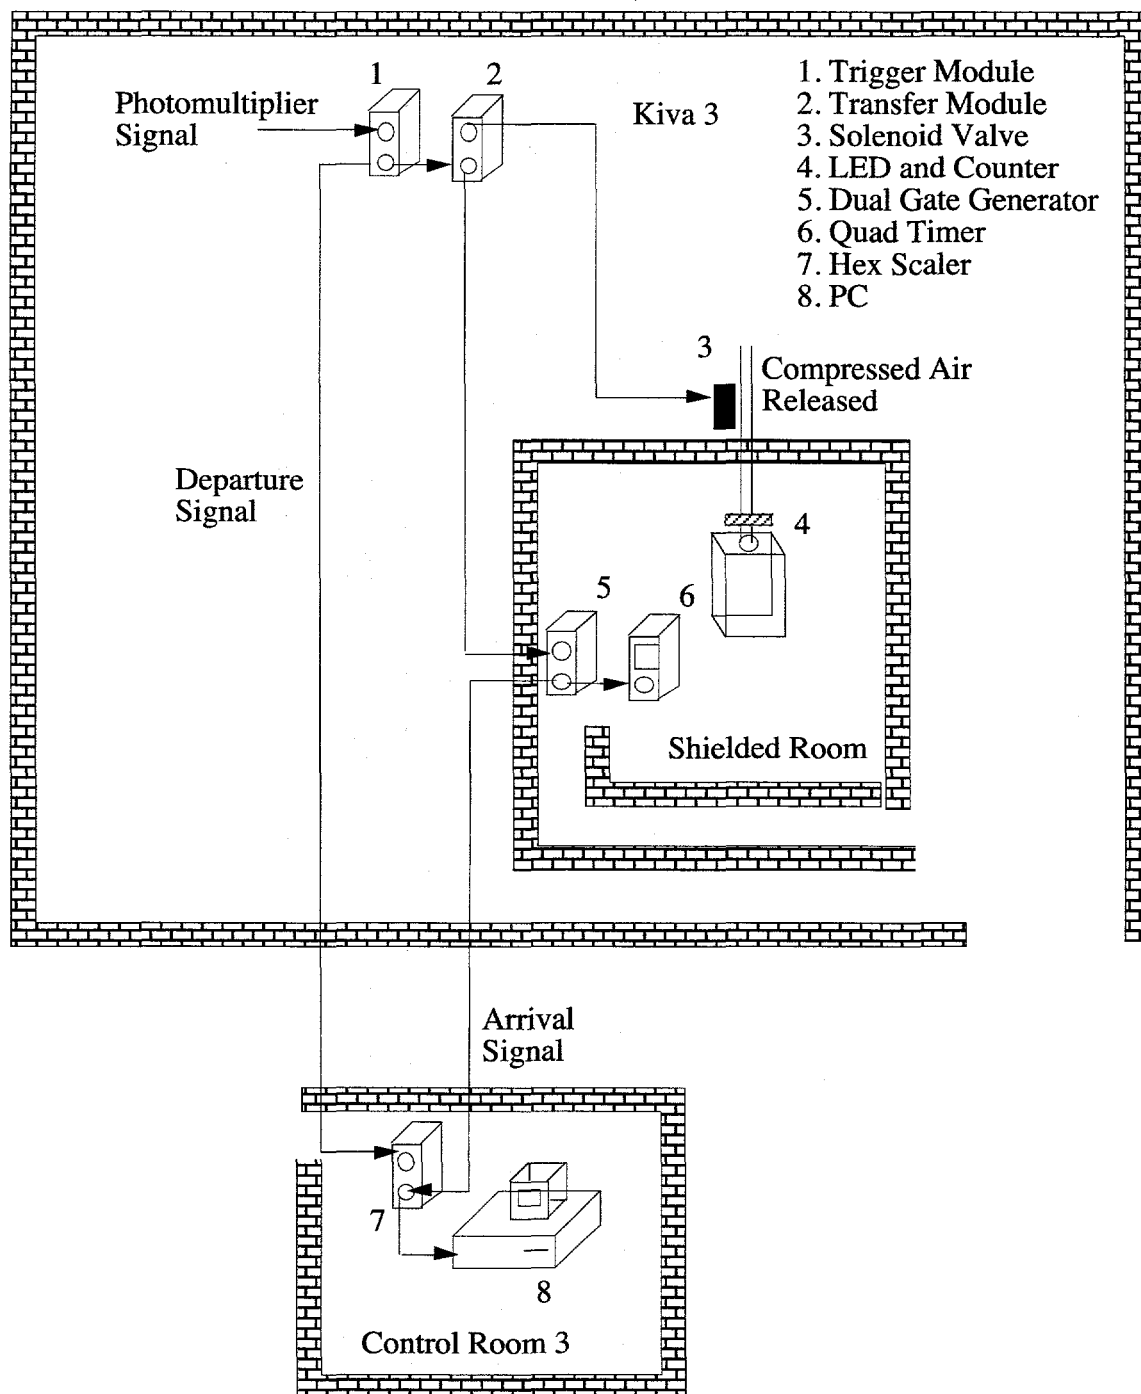 1
2
Photomultiplier
Signal
Kiva 3
1. Trigger Module
2. Transfer Module
3. Solenoid Valve
4. LED and Counter
5. Dual Gate Generator
6. Quad Timer
7. Hex Scaler
8. PC
3
Compressed Air
Released
Departure
Signal
4
5
6
Shielded Room
Arrival
Signal
7
8
Control Room 3